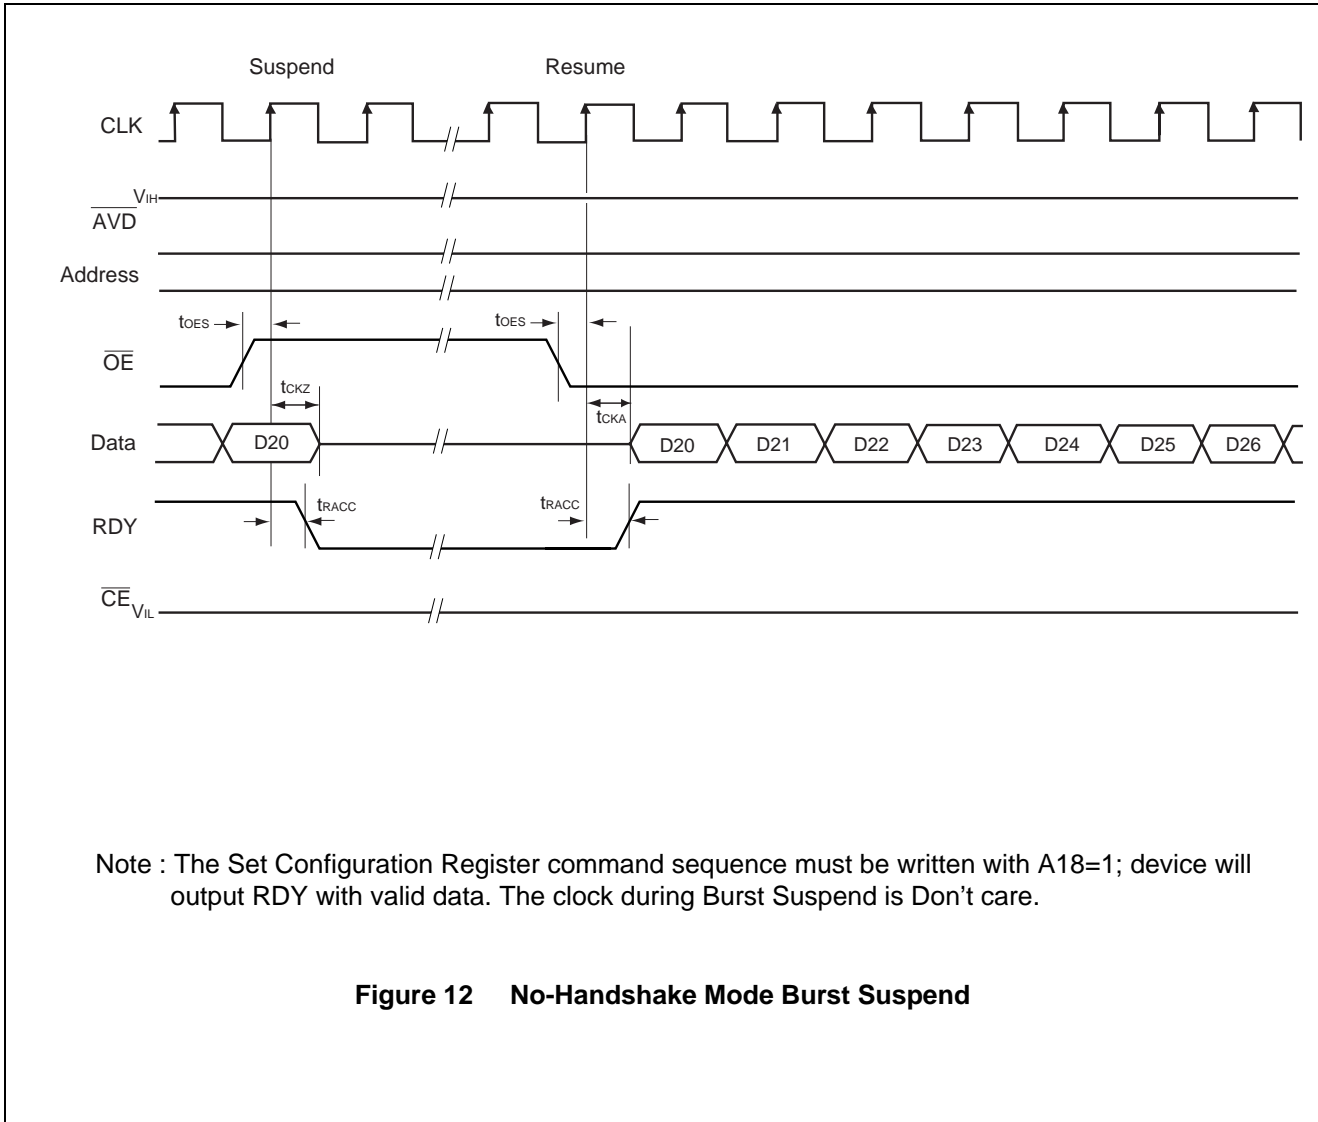 Suspend Resume
CLK
VIH
AVD
Address
tOES tOES
OE
tCKZ
tCKA
Data D20 D20 D21 D22 D23 D24 D25 D26
tRACC tRACC
RDY
CE VIL
Note : The Set Configuration Register command sequence must be written with A18=1; device will
output RDY with valid data. The clock during Burst Suspend is Don't care.
Figure 12 No-Handshake Mode Burst Suspend